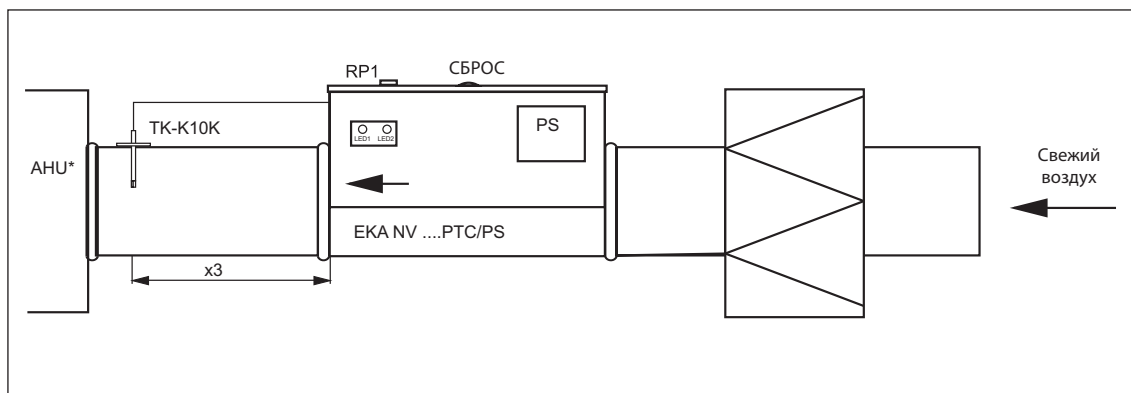 RP1
СБРОС
TK-K10K
LED1 LED2
PS
AHU*
Свежий
воздух
EKA NV ....PTC/PS
x3